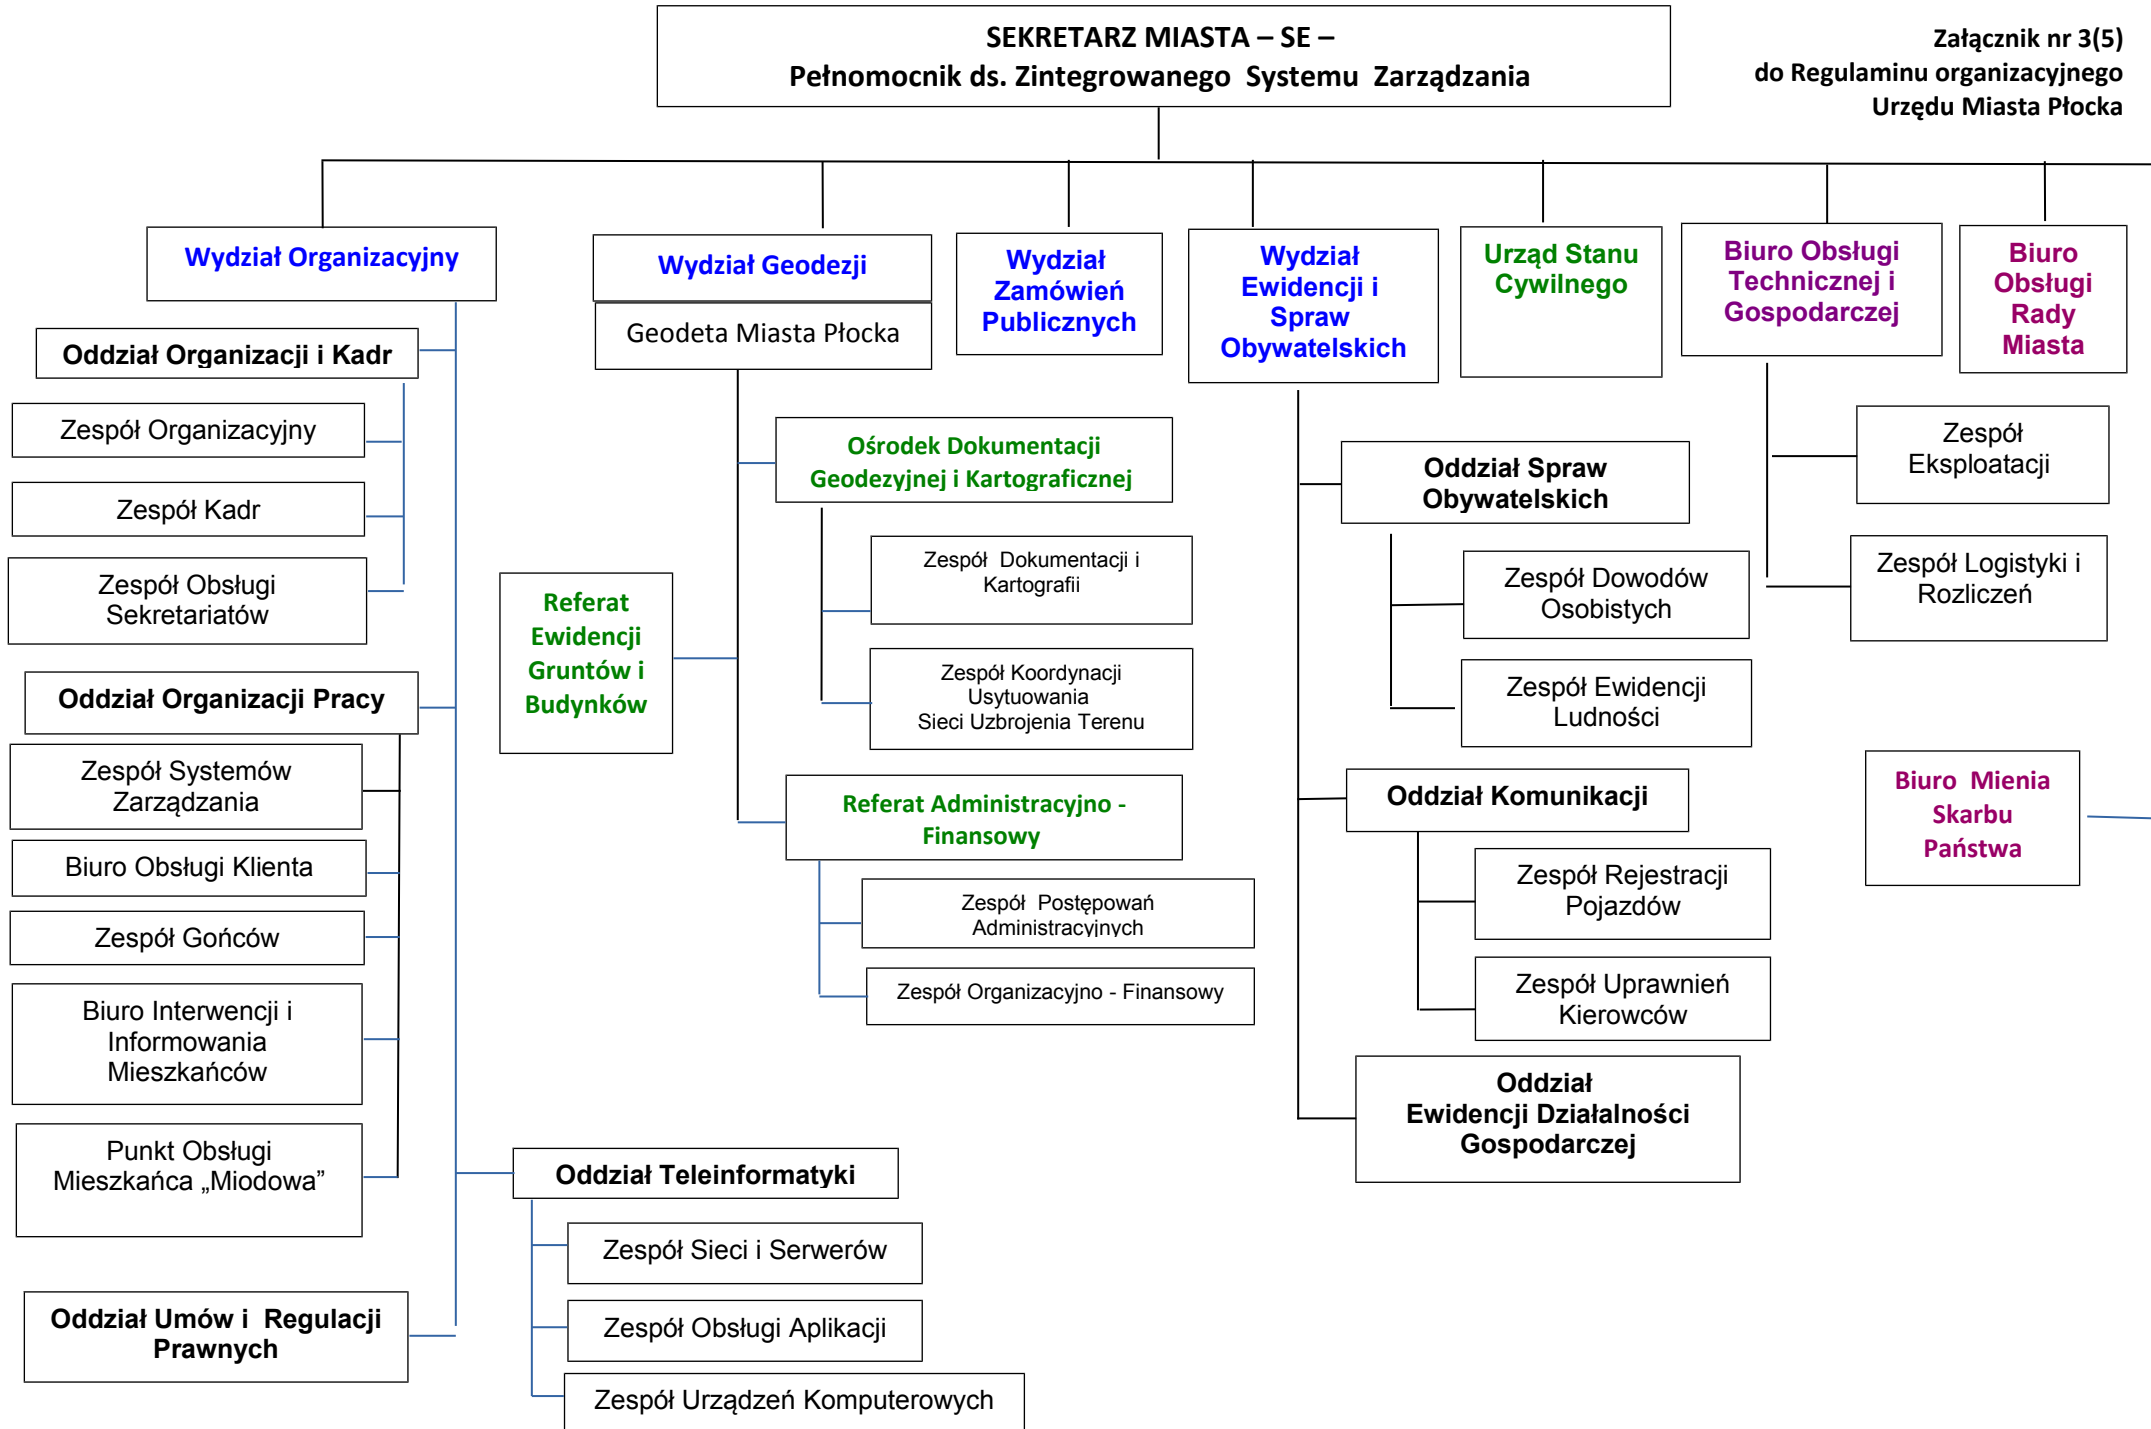 SEKRETARZ MIASTA – SE –
Pełnomocnik ds. Zintegrowanego Systemu Zarządzania
Załącznik nr 3(5)
do Regulaminu organizacyjnego
Urzędu Miasta Płocka
Wydział Organizacyjny
Oddział Organizacji i Kadr
Zespół Organizacyjny
Zespół Kadr
Zespół Obsługi
Sekretariatów
Oddział Organizacji Pracy
Zespół Systemów
Zarządzania
Biuro Obsługi Klienta
Zespół Gońców
Biuro Interwencji i
Informowania
Mieszkańców
Punkt Obsługi
Mieszkańca „Miodowa”
Oddział Umów i Regulacji
Prawnych
Oddział Teleinformatyki
Zespół Sieci i Serwerów
Zespół Obsługi Aplikacji
Zespół Urządzeń Komputerowych
Wydział Geodezji
Geodeta Miasta Płocka
Referat
Ewidencji
Gruntów i
Budynków
Ośrodek Dokumentacji
Geodezyjnej i Kartograficznej
Zespół Dokumentacji i
Kartografii
Zespół Koordynacji
Usytuowania
Sieci Uzbrojenia Terenu
Referat Administracyjno -
Finansowy
Zespół Postępowań
Administracyjnych
Zespół Organizacyjno - Finansowy
Wydział
Zamówień
Publicznych
Wydział
Ewidencji i
Spraw
Obywatelskich
Oddział Spraw
Obywatelskich
Zespół Dowodów
Osobistych
Zespół Ewidencji
Ludności
Oddział Komunikacji
Zespół Rejestracji
Pojazdów
Zespół Uprawnień
Kierowców
Oddział
Ewidencji Działalności
Gospodarczej
Urząd Stanu
Cywilnego
Biuro Obsługi
Technicznej i
Gospodarczej
Zespół
Eksploatacji
Zespół Logistyki i
Rozliczeń
Biuro
Obsługi
Rady
Miasta
Biuro Mienia
Skarbu
Państwa